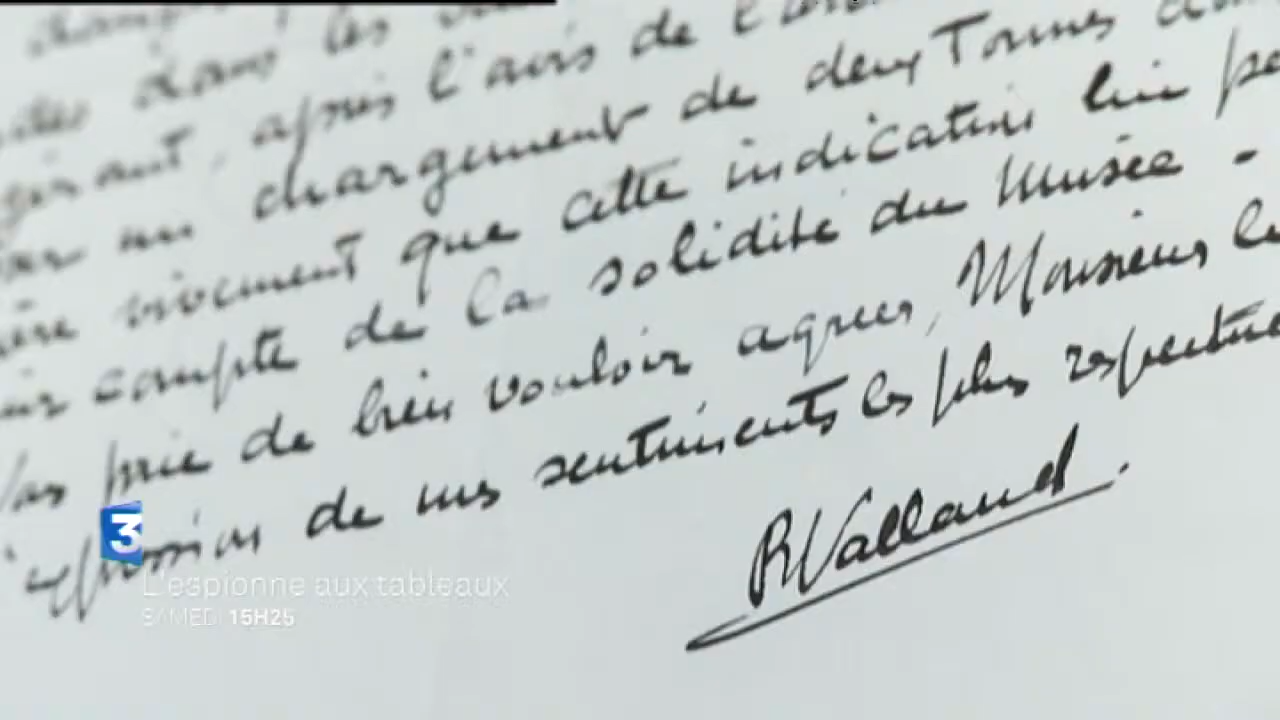 dans les
après l'avis de
un chargement de deux Tonnes
vivement que cette indication lui
compte de la solidité du Musée -
prie de bien vouloir agréer, Monsieur le
de mes sentiments les plus
RValland.
3
L'espionne aux tableaux
SAMEDI 15H25